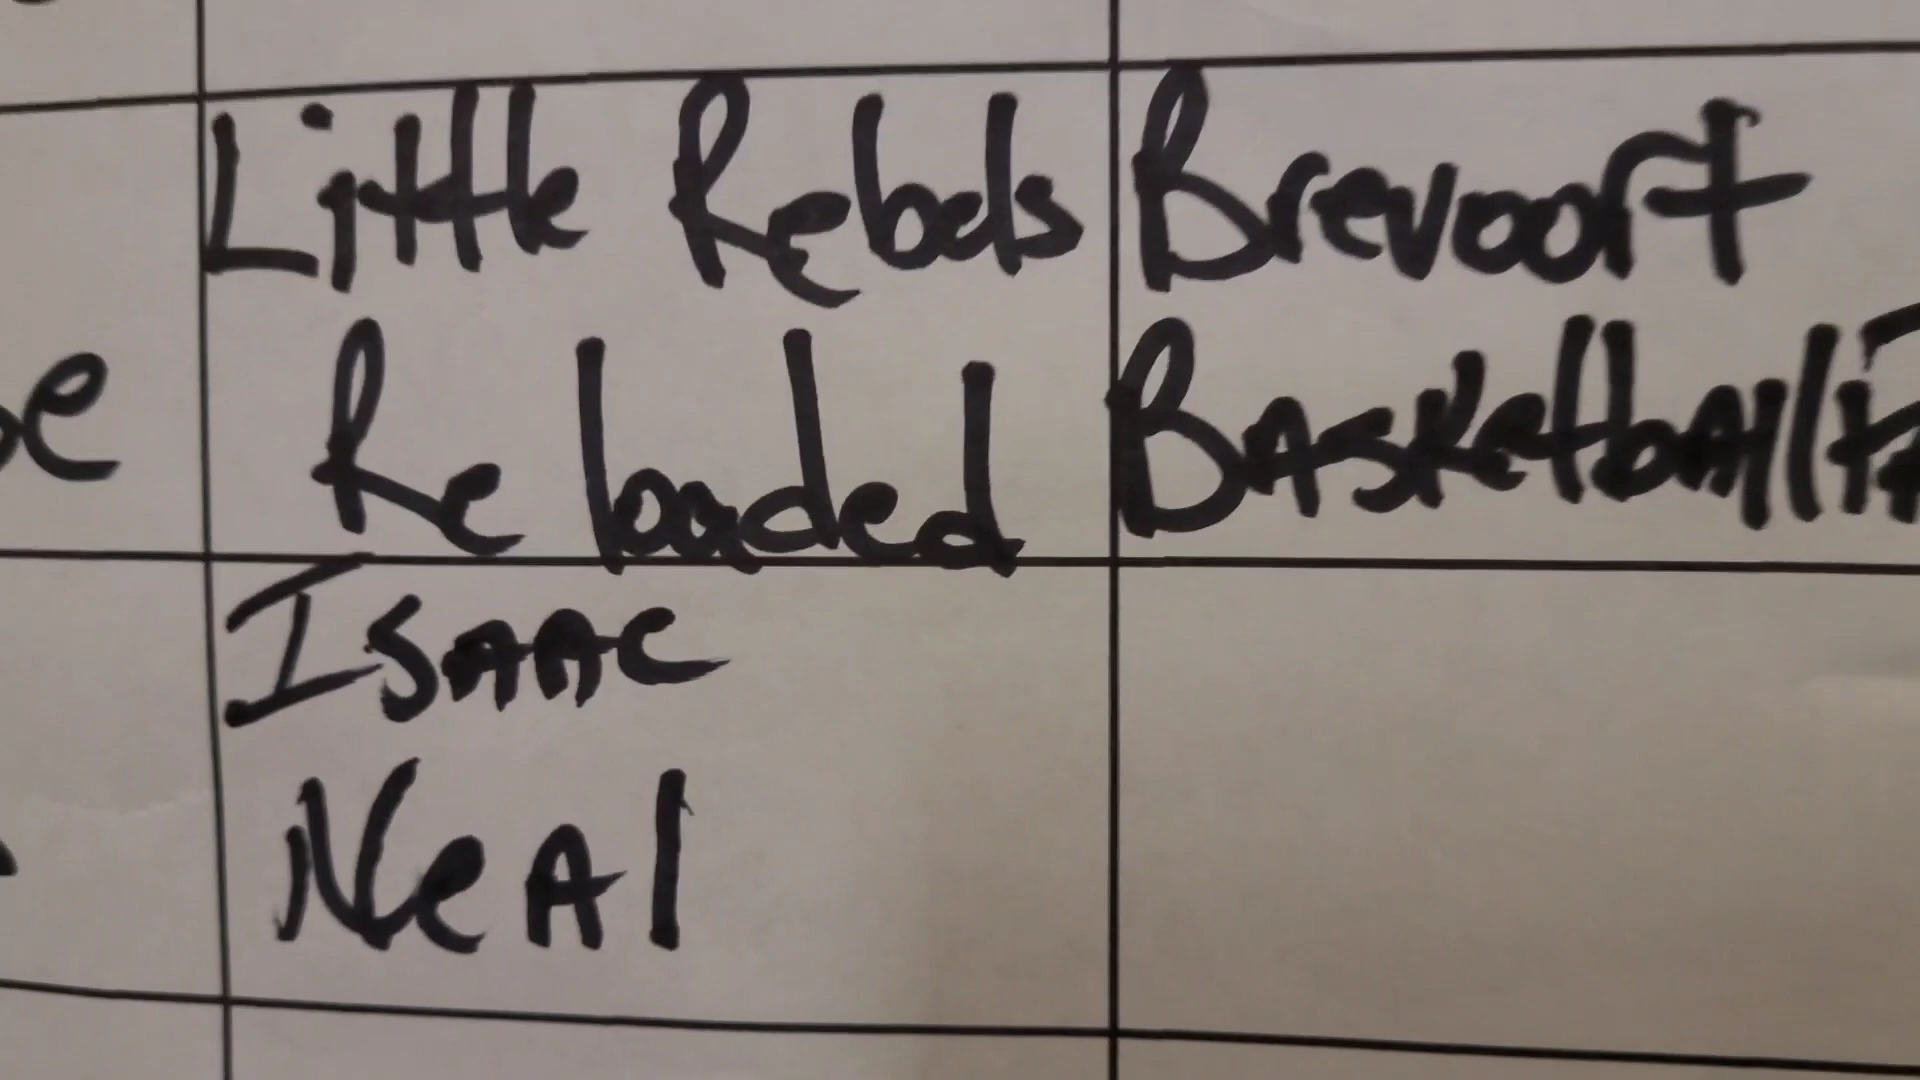 Little Rebels
Reloaded
Brevoort
BAsketbAll
ISAAC
NeAl